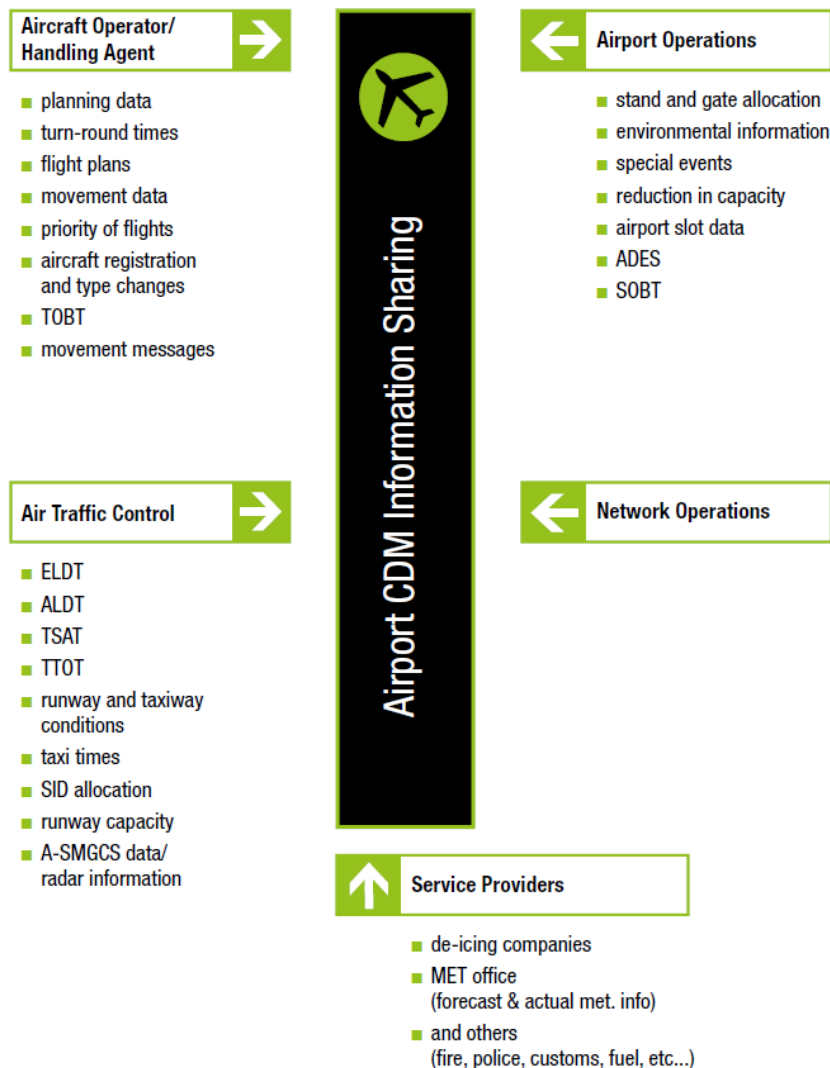 Aircraft Operator/
Handling Agent
planning data
turn-round times
flight plans
movement data
priority of flights
aircraft registration
and type changes
TOBT
movement messages
Airport CDM Information Sharing
Airport Operations
stand and gate allocation
environmental information
special events
reduction in capacity
airport slot data
ADES
SOBT
Air Traffic Control
ELDT
ALDT
TSAT
TTOT
runway and taxiway
conditions
taxi times
SID allocation
runway capacity
A-SMGCS data/
radar information
Network Operations
Service Providers
de-icing companies
MET office
(forecast & actual met. info)
and others
(fire, police, customs, fuel, etc...)